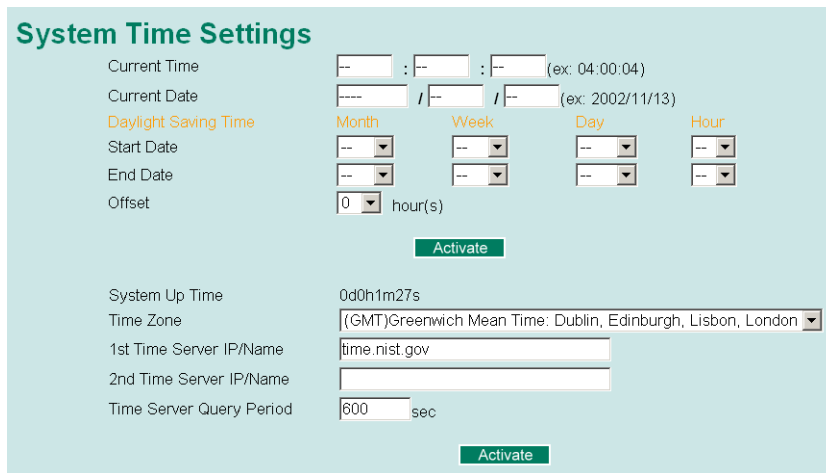 System Time Settings
Current Time -- : -- : -- (ex: 04:00:04)
Current Date ---- / -- / -- (ex: 2002/11/13)
Daylight Saving Time Month Week Day Hour
Start Date -- -- -- --
End Date -- -- -- --
Offset 0 hour(s)
Activate
System Up Time 0d0h1m27s
Time Zone (GMT)Greenwich Mean Time: Dublin, Edinburgh, Lisbon, London
1st Time Server IP/Name time.nist.gov
2nd Time Server IP/Name
Time Server Query Period 600 sec
Activate